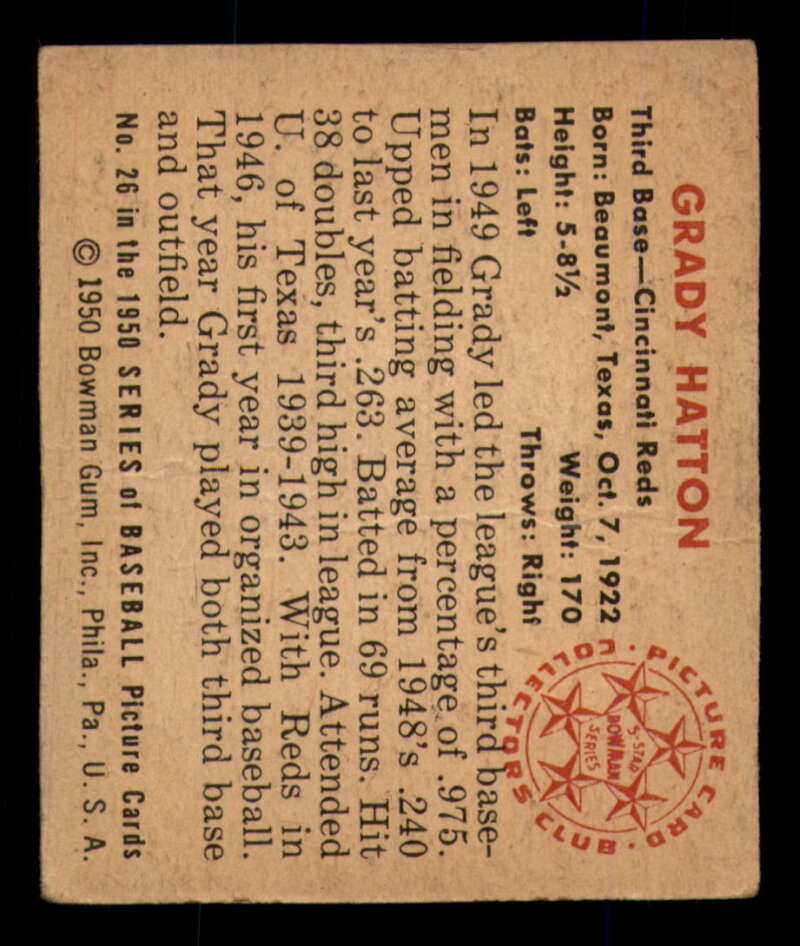 GRADY HATTON
Third Base—Cincinnati Reds
Born: Beaumont, Texas, Oct. 7, 1922
Height: 5-8½ Weight: 170
Bats: Left Throws: Right
In 1949 Grady led the league's third base-
men in fielding with a percentage of .975.
Upped batting average from 1948's .240
to last year's .263. Batted in 69 runs. Hit
38 doubles, third high in league. Attended
U. of Texas 1939-1943. With Reds in
1946, his first year in organized baseball.
That year Grady played both third base
and outfield.
No. 26 in the 1950 SERIES of BASEBALL Picture Cards
© 1950 Bowman Gum, Inc., Phila., Pa., U. S. A.
PICTURE CARD COLLECTORS CLUB
5-STAR
BOWMAN
SERIES